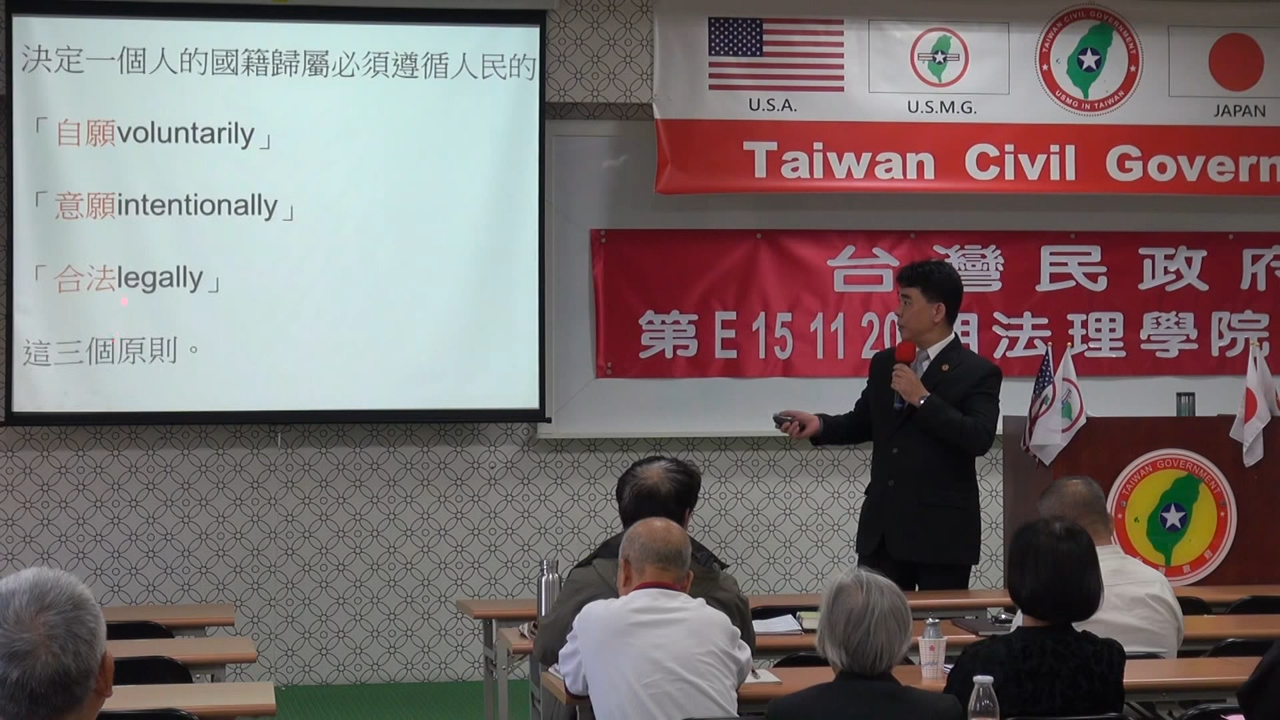 決定一個人的國籍歸屬必須遵循人民的
「自願voluntarily」
「意願intentionally」
「合法legally」
這三個原則。
U.S.A.
U.S.M.G.
TAIWAN CIVIL GOVERNMENT
USMG IN TAIWAN
JAPAN
Taiwan Civil Govern
台灣民政府
第E 15 11 20 期法理學院
TAIWAN GOVERNMENT